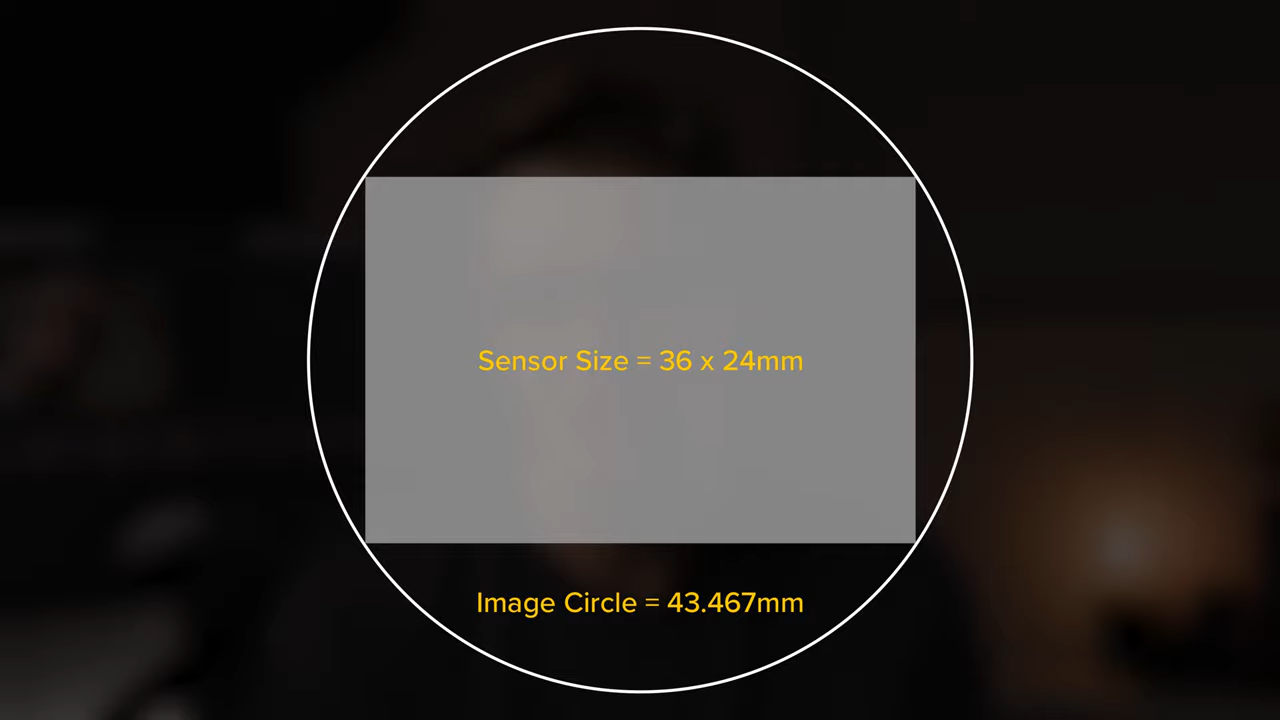 Sensor Size = 36 x 24mm
Image Circle = 43.467mm